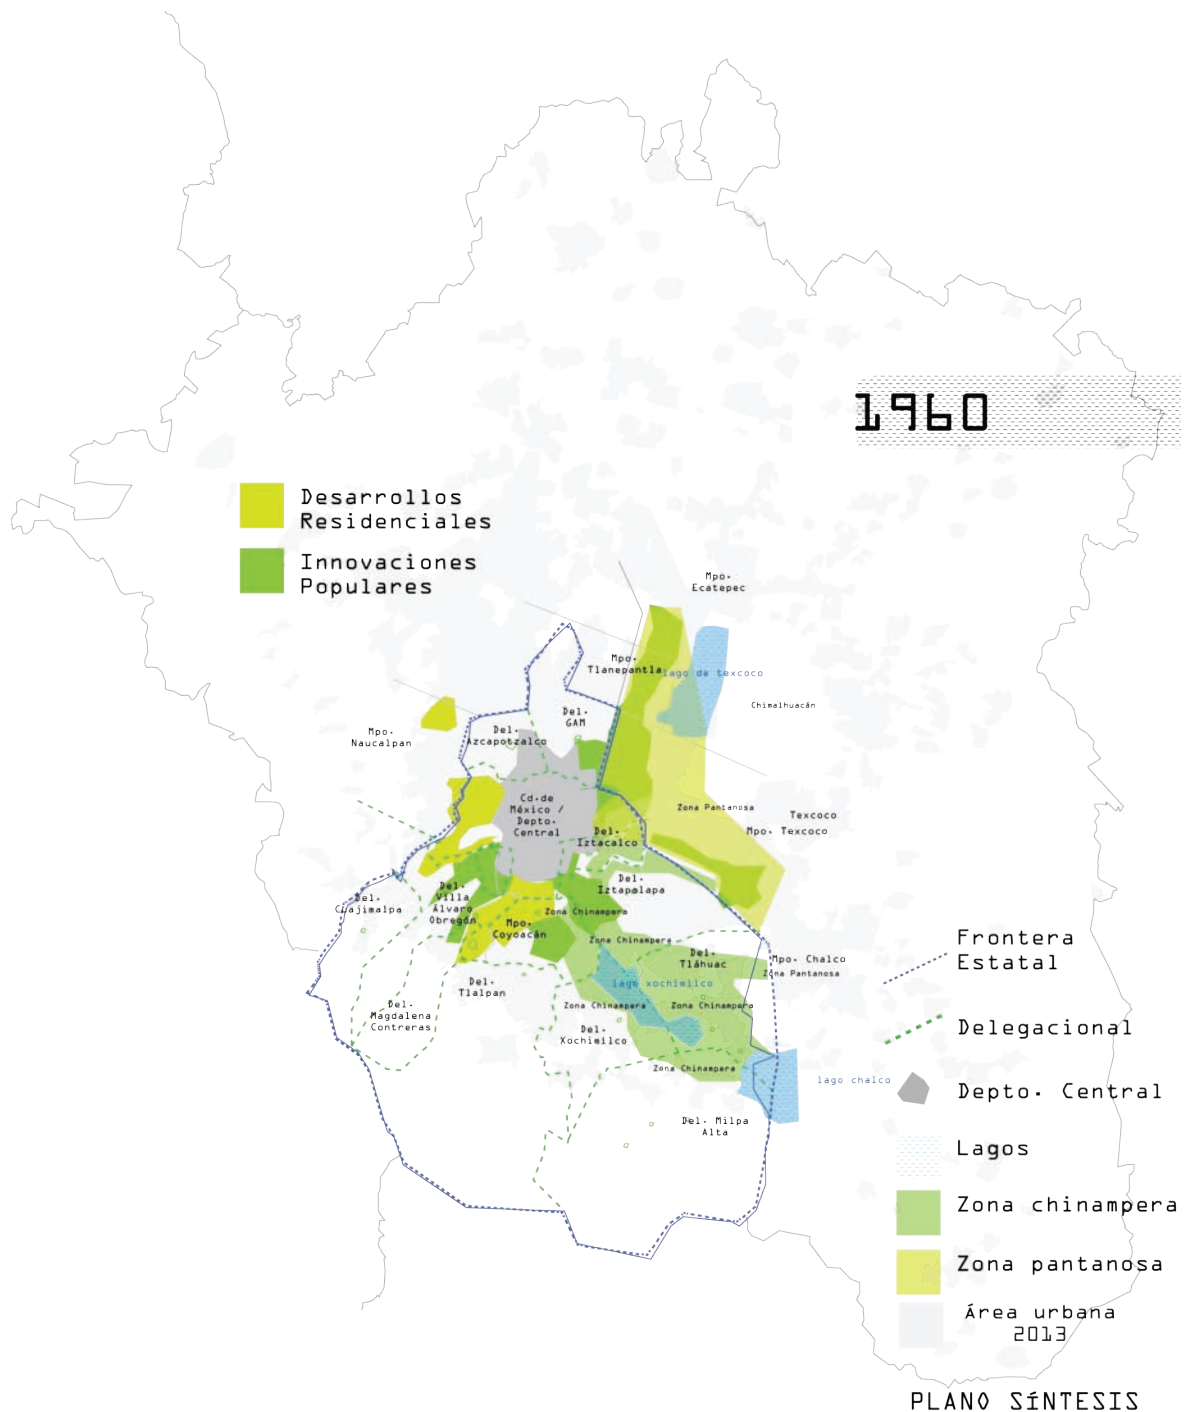 1960
Desarrollos
Residenciales
Innovaciones
Populares
Mpo.
Ecatepec
Mpo.
Tlanepantla
lago de texcoco
Chimalhuacán
Del.
GAM
Del.
Azcapotzalco
Mpo.
Naucalpan
Cd.de
México /
Depto.
Central
Zona Pantanosa
Texcoco
Mpo. Texcoco
Del.
Iztacalco
Del.
Iztapalapa
Del.
Cuajimalpa
Del.
Villa
Álvaro
Obregón
Zona Chinampera
Mpo.
Coyoacán
Zona Chinampera
Del.
Tláhuac
Mpo. Chalco
Zona Pantanosa
Del.
Tlalpan
lago xochimilco
Zona Chinampera
Zona Chinampera
Del.
Magdalena
Contreras
Del.
Xochimilco
Zona Chinampera
lago chalco
Del. Milpa
Alta
Frontera
Estatal
Delegacional
Depto. Central
Lagos
Zona chinampera
Zona pantanosa
Área urbana
2013
PLANO SÍNTESIS